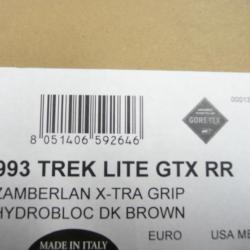 00013
GORE-TEX
8 051406 592646
993 TREK LITE GTX RR
ZAMBERLAN X-TRA GRIP
HYDROBLOC DK BROWN
MADE IN ITALY
EURO USA ME